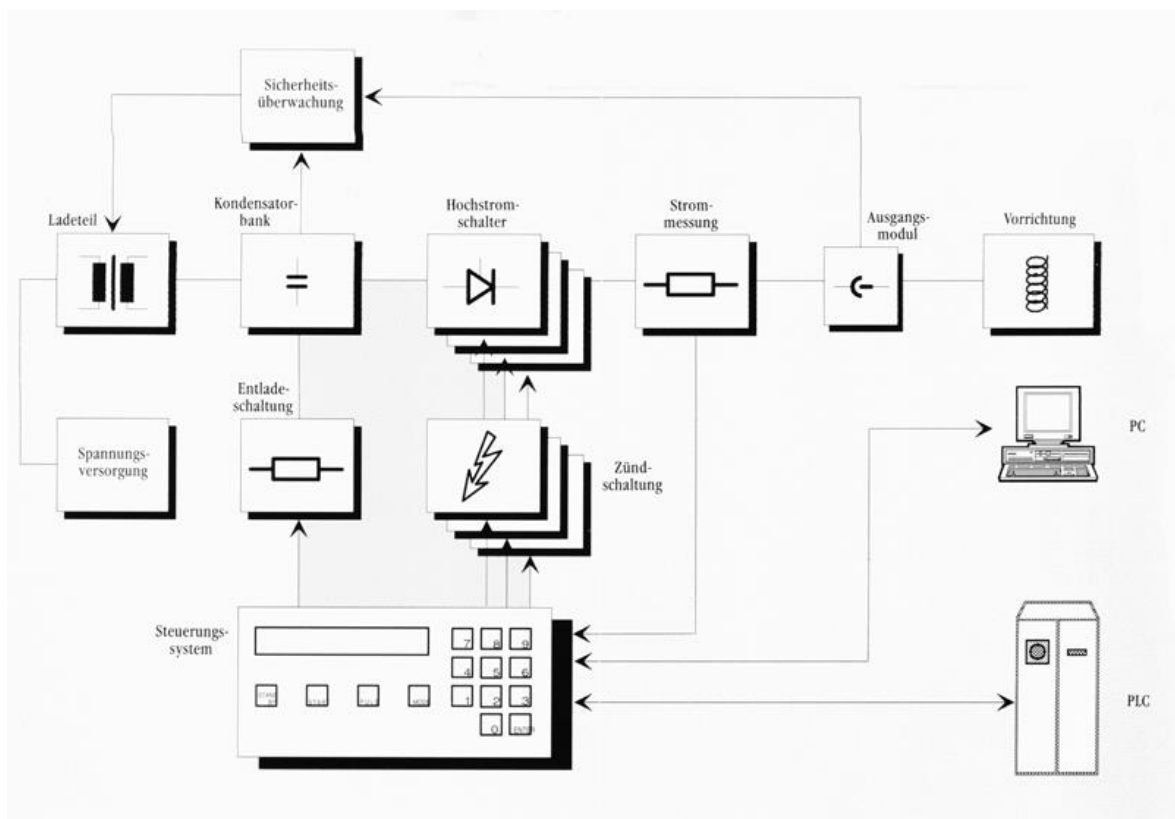 Sicherheits-
überwachung
Ladeteil
Kondensator-
bank
Hochstrom-
schalter
Strom-
messung
Ausgangs-
modul
Vorrichtung
Entlade-
schaltung
Spannungs-
versorgung
Zünd-
schaltung
PC
Steuerungs-
system
7 8 9
4 5 6
1 2 3
0 ENTER
PLC